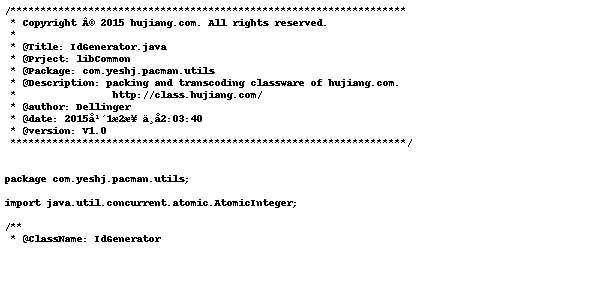 /******************************************************************
* Copyright Â© 2015 hujiang.com. All rights reserved.
*
* @Title: IdGenerator.java
* @Prject: libCommon
* @Package: com.yeshj.pacman.utils
* @Description: packing and transcoding classware of hujiang.com.
* http://class.hujiang.com/
* @author: Dellinger
* @date: 2015å¹´1æ2æ¥ ä¸å2:03:40
* @version: V1.0
******************************************************************/
package com.yeshj.pacman.utils;
import java.util.concurrent.atomic.AtomicInteger;
/**
* @ClassName: IdGenerator